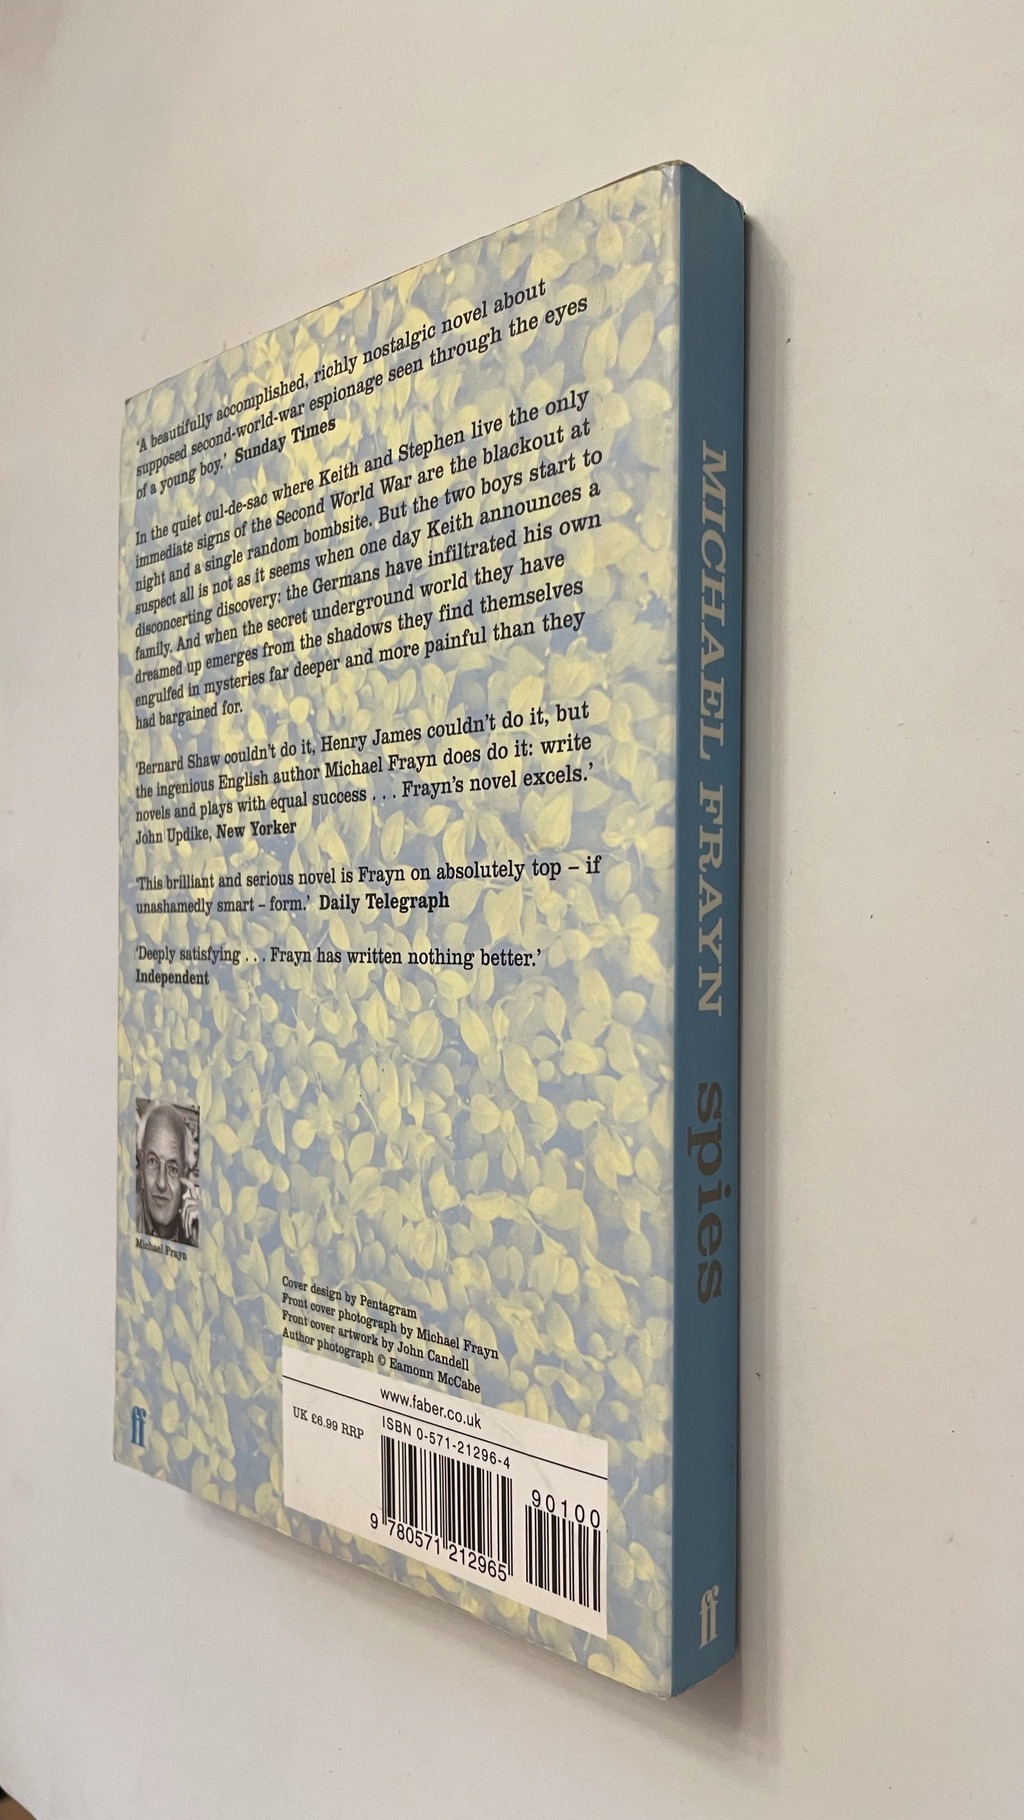 'A beautifully accomplished, richly nostalgic novel about
supposed second-world-war espionage seen through the eyes
of a young boy.' Sunday Times
In the quiet cul-de-sac where Keith and Stephen live the only
immediate signs of the Second World War are the blackout at
night and a single random bombsite. But the two boys start to
suspect all is not as it seems when one day Keith announces a
disconcerting discovery: the Germans have infiltrated his own
family. And when the secret underground world they have
dreamed up emerges from the shadows they find themselves
engulfed in mysteries far deeper and more painful than they
had bargained for.
'Bernard Shaw couldn't do it, Henry James couldn't do it, but
the ingenious English author Michael Frayn does do it: write
novels and plays with equal success . . . Frayn's novel excels.'
John Updike, New Yorker
'This brilliant and serious novel is Frayn on absolutely top – if
unashamedly smart – form.' Daily Telegraph
'Deeply satisfying . . . Frayn has written nothing better.'
Independent
Michael Frayn
Cover design by Pentagram
Front cover photograph by Michael Frayn
Front cover artwork by John Candell
Author photograph © Eamonn McCabe
ff
www.faber.co.uk
UK £6.99 RRP
ISBN 0-571-21296-4
90100
9 780571 212965
MICHAEL FRAYN spies
ff